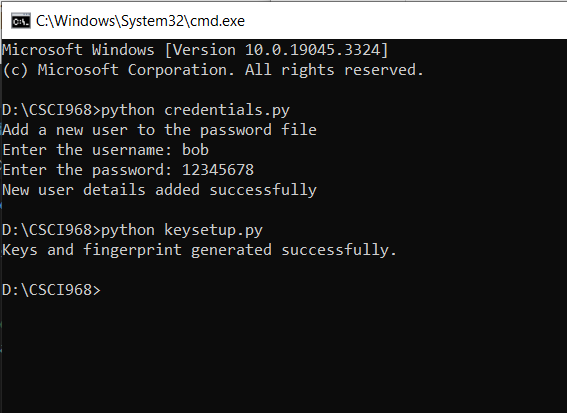 C:\Windows\System32\cmd.exe
Microsoft Windows [Version 10.0.19045.3324]
(c) Microsoft Corporation. All rights reserved.
D:\CSCI968>python credentials.py
Add a new user to the password file
Enter the username: bob
Enter the password: 12345678
New user details added successfully
D:\CSCI968>python keysetup.py
Keys and fingerprint generated successfully.
D:\CSCI968>